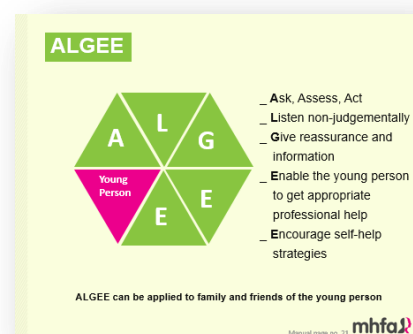 ALGEE
A
L
G
E
E
Young
Person
_ Ask, Assess, Act
_ Listen non-judgementally
_ Give reassurance and
information
_ Enable the young person
to get appropriate
professional help
_ Encourage self-help
strategies
ALGEE can be applied to family and friends of the young person
Manual page no. 21
mhfa